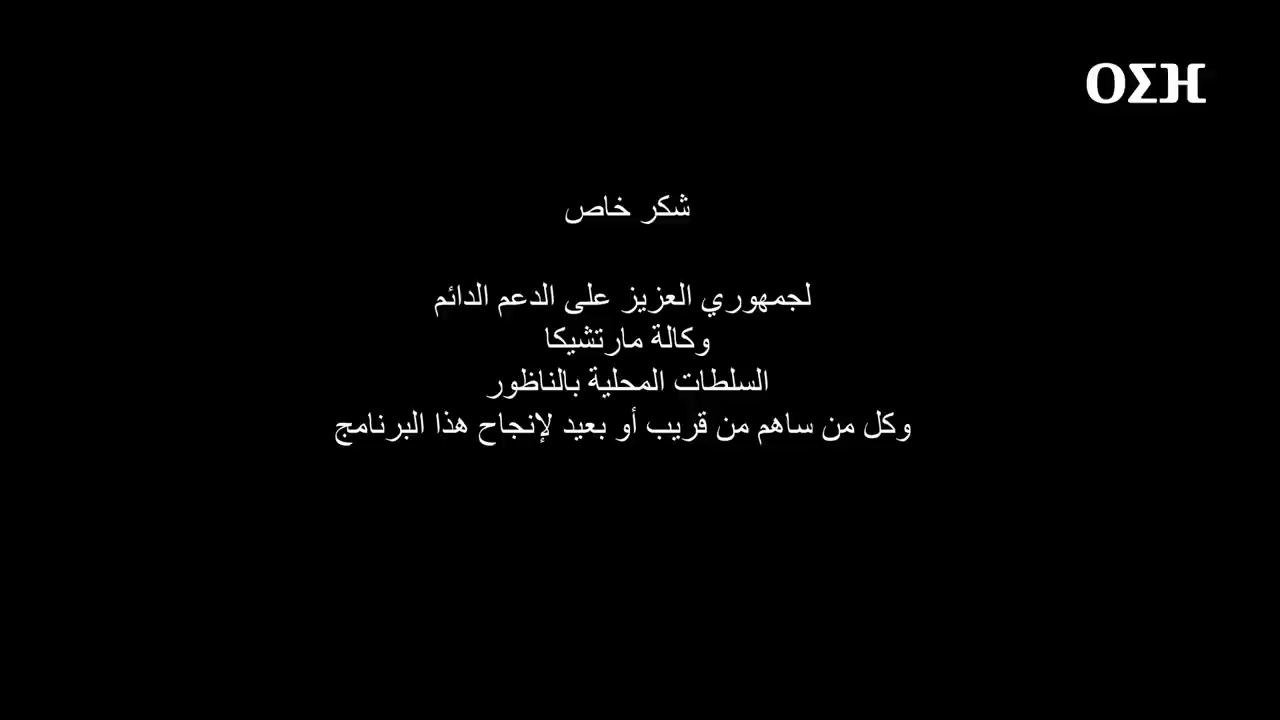 ⵔⵉⴼ
شكر خاص
لجمهوري العزيز على الدعم الدائم
وكالة مارتشيكا
السلطات المحلية بالناظور
وكل من ساهم من قريب أو بعيد لإنجاح هذا البرنامج